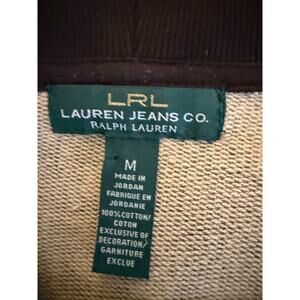 LRL
LAUREN JEANS CO.
RALPH LAUREN
M
MADE IN
JORDAN
FABRIQUE EN
JORDANIE
100% COTTON/
COTON
EXCLUSIVE OF
DECORATION/
GARNITURE
EXCLUE